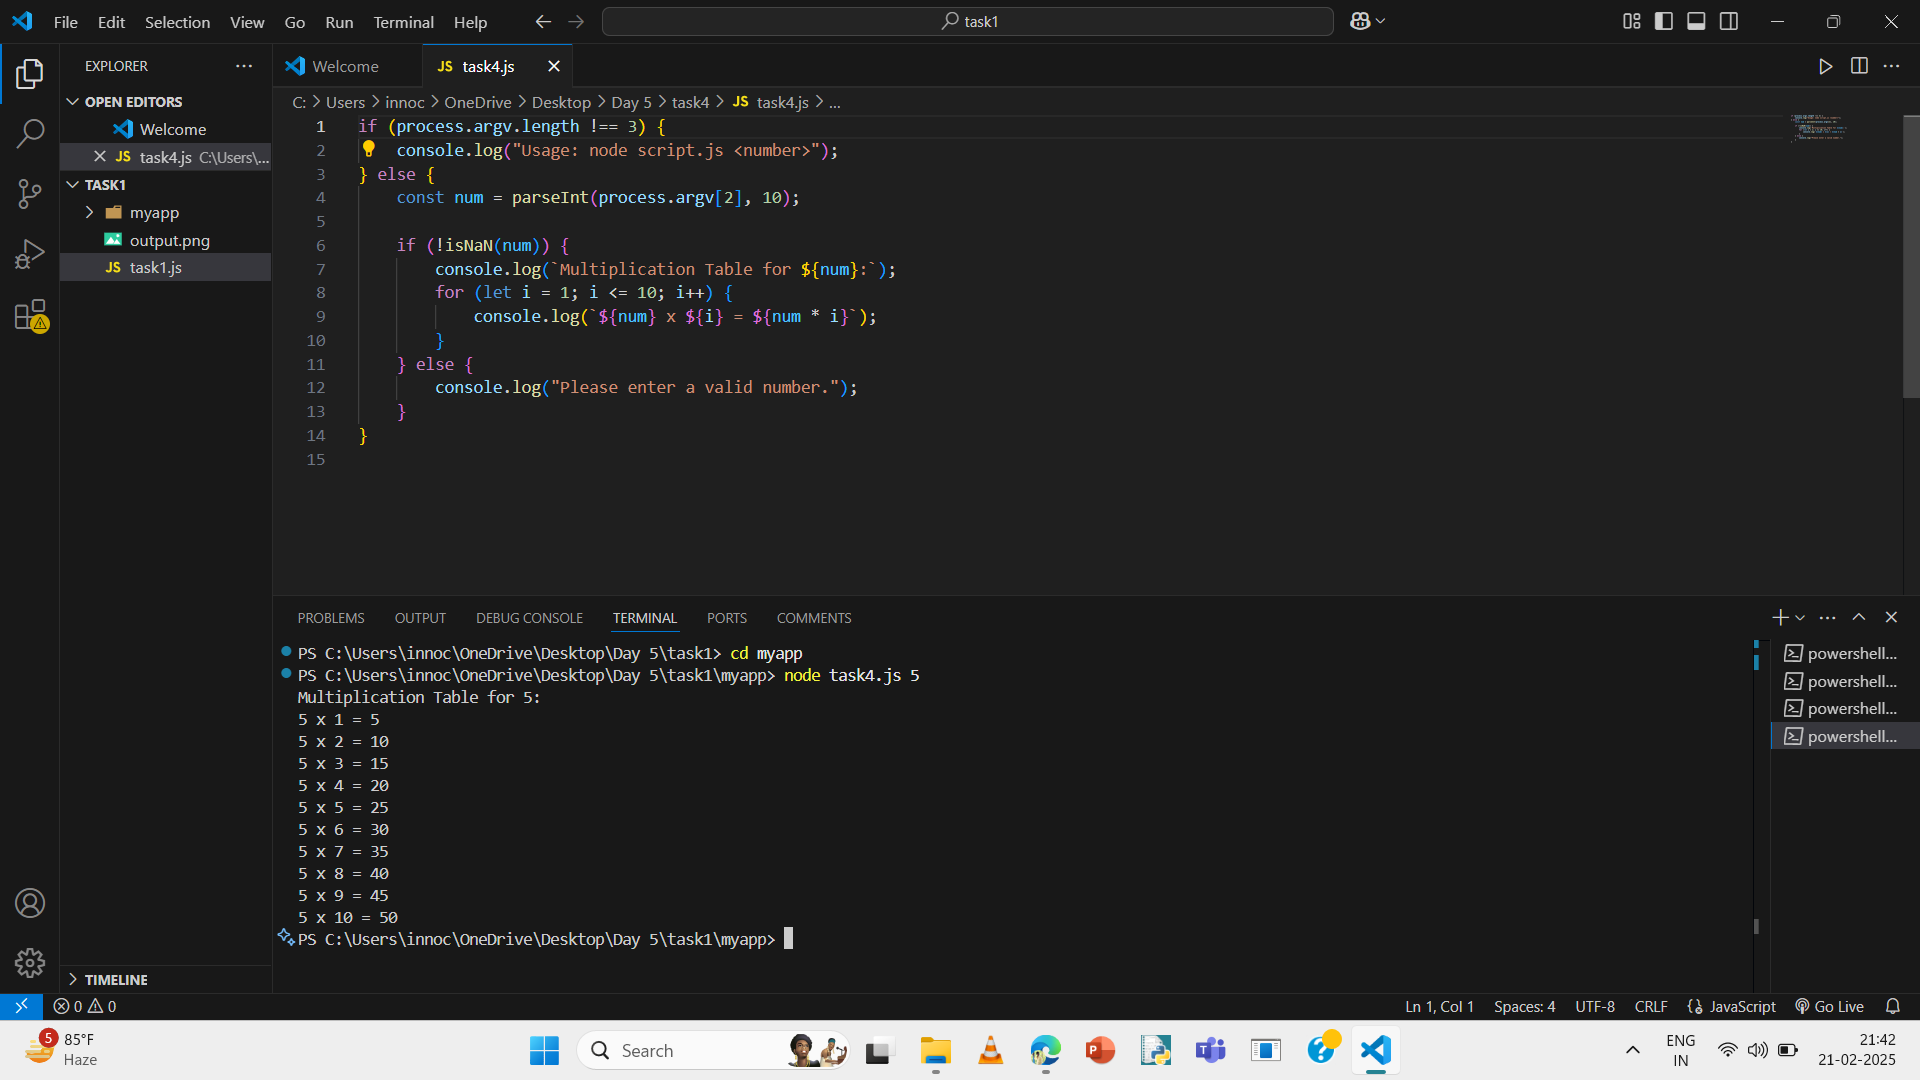 File Edit Selection View Go Run Terminal Help
task1
EXPLORER
OPEN EDITORS
Welcome
JS task4.js C:\Users\...
TASK1
myapp
output.png
JS task1.js
TIMELINE
Welcome
JS task4.js
C: > Users > innoc > OneDrive > Desktop > Day 5 > task4 > JS task4.js > ...
1 if (process.argv.length !== 3) {
2 console.log("Usage: node script.js <number>");
3 } else {
4 const num = parseInt(process.argv[2], 10);
5
6 if (!isNaN(num)) {
7 console.log(`Multiplication Table for ${num}:`);
8 for (let i = 1; i <= 10; i++) {
9 console.log(`${num} x ${i} = ${num * i}`);
10 }
11 } else {
12 console.log("Please enter a valid number.");
13 }
14 }
15
PROBLEMS OUTPUT DEBUG CONSOLE TERMINAL PORTS COMMENTS
PS C:\Users\innoc\OneDrive\Desktop\Day 5\task1> cd myapp
PS C:\Users\innoc\OneDrive\Desktop\Day 5\task1\myapp> node task4.js 5
Multiplication Table for 5:
5 x 1 = 5
5 x 2 = 10
5 x 3 = 15
5 x 4 = 20
5 x 5 = 25
5 x 6 = 30
5 x 7 = 35
5 x 8 = 40
5 x 9 = 45
5 x 10 = 50
PS C:\Users\innoc\OneDrive\Desktop\Day 5\task1\myapp>
powershell...
powershell...
powershell...
powershell...
0 0
Ln 1, Col 1 Spaces: 4 UTF-8 CRLF {} JavaScript Go Live
5
85°F
Haze
Search
ENG
IN
21:42
21-02-2025